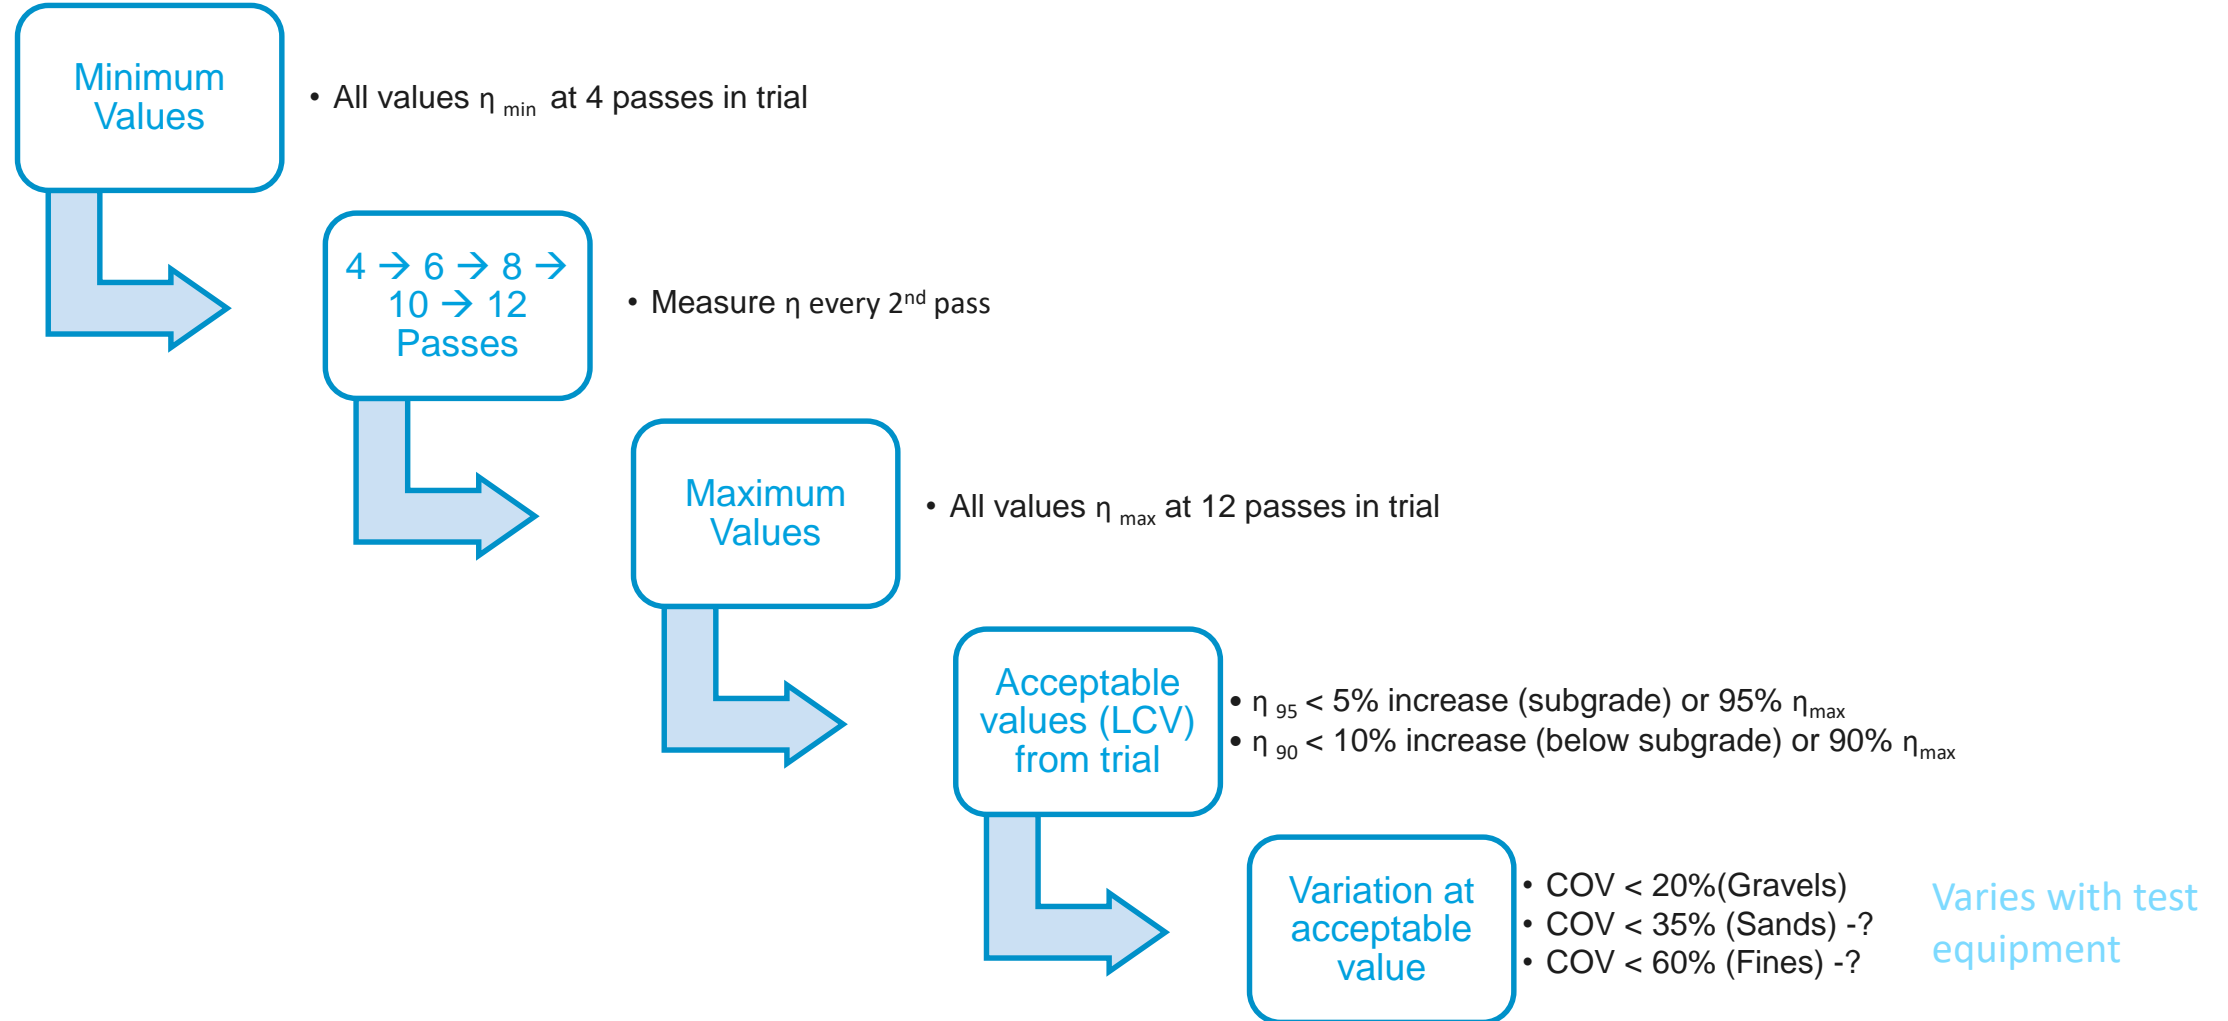 Minimum
Values
• All values η min at 4 passes in trial
4 → 6 → 8 →
10 → 12
Passes
• Measure η every 2nd pass
Maximum
Values
• All values η max at 12 passes in trial
Acceptable
values (LCV)
from trial
• η 95 < 5% increase (subgrade) or 95% ηmax
• η 90 < 10% increase (below subgrade) or 90% ηmax
Variation at
acceptable
value
• COV < 20%(Gravels)
• COV < 35% (Sands) -?
• COV < 60% (Fines) -?
Varies with test
equipment